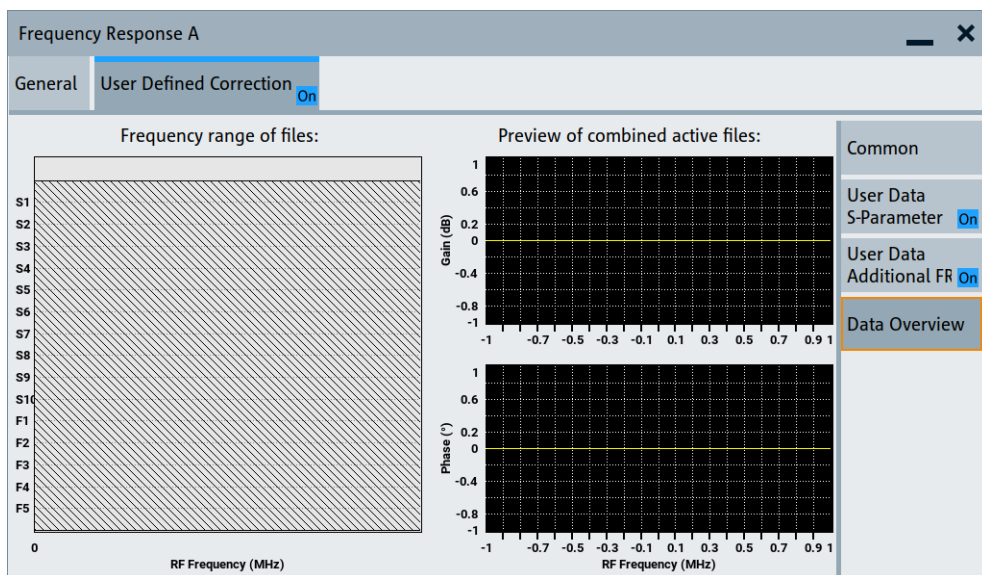 Frequency Response A
General
User Defined Correction
On
Frequency range of files:
S1
S2
S3
S4
S5
S6
S7
S8
S9
S10
F1
F2
F3
F4
F5
0
RF Frequency (MHz)
Preview of combined active files:
Gain (dB)
1
0.6
0.2
0
-0.4
-0.8
-1
-1 -0.7 -0.5 -0.3 -0.1 0.1 0.3 0.5 0.7 0.9 1
Phase (°)
1
0.6
0.2
0
-0.4
-0.8
-1
-1 -0.7 -0.5 -0.3 -0.1 0.1 0.3 0.5 0.7 0.9 1
RF Frequency (MHz)
Common
User Data
S-Parameter On
User Data
Additional FR On
Data Overview